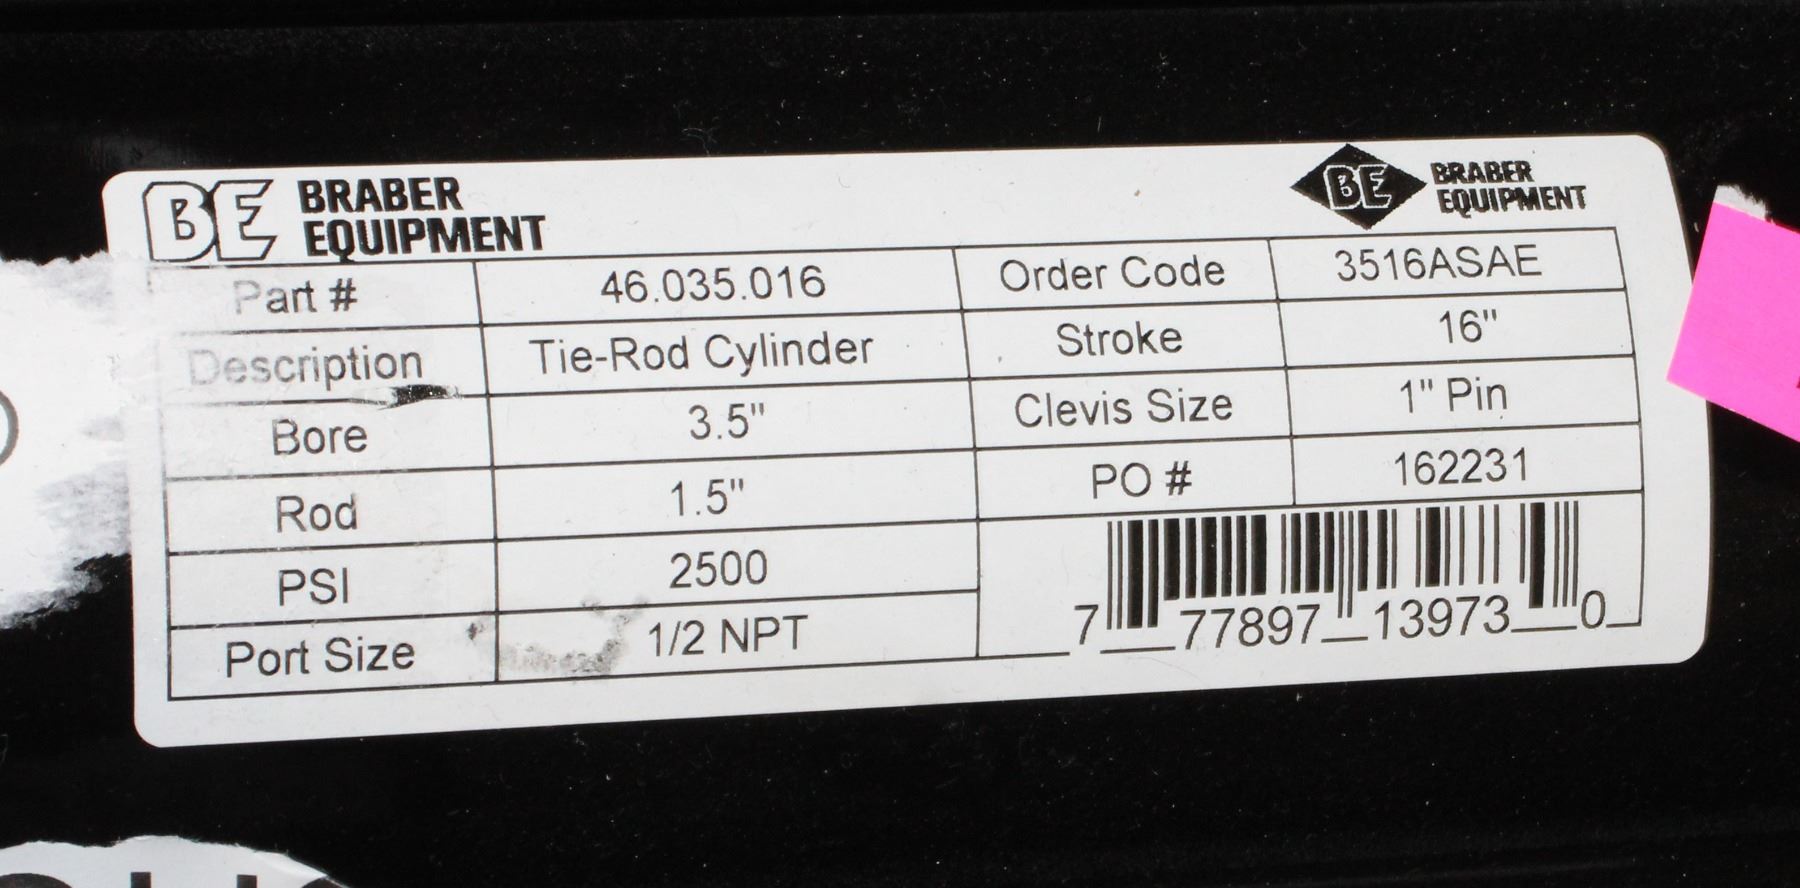 BE BRABER EQUIPMENT
BE BRABER EQUIPMENT
Part # 46.035.016 Order Code 3516ASAE
Description Tie-Rod Cylinder Stroke 16"
Bore 3.5" Clevis Size 1" Pin
Rod 1.5" PO # 162231
PSI 2500
Port Size 1/2 NPT
7 77897 13973 0